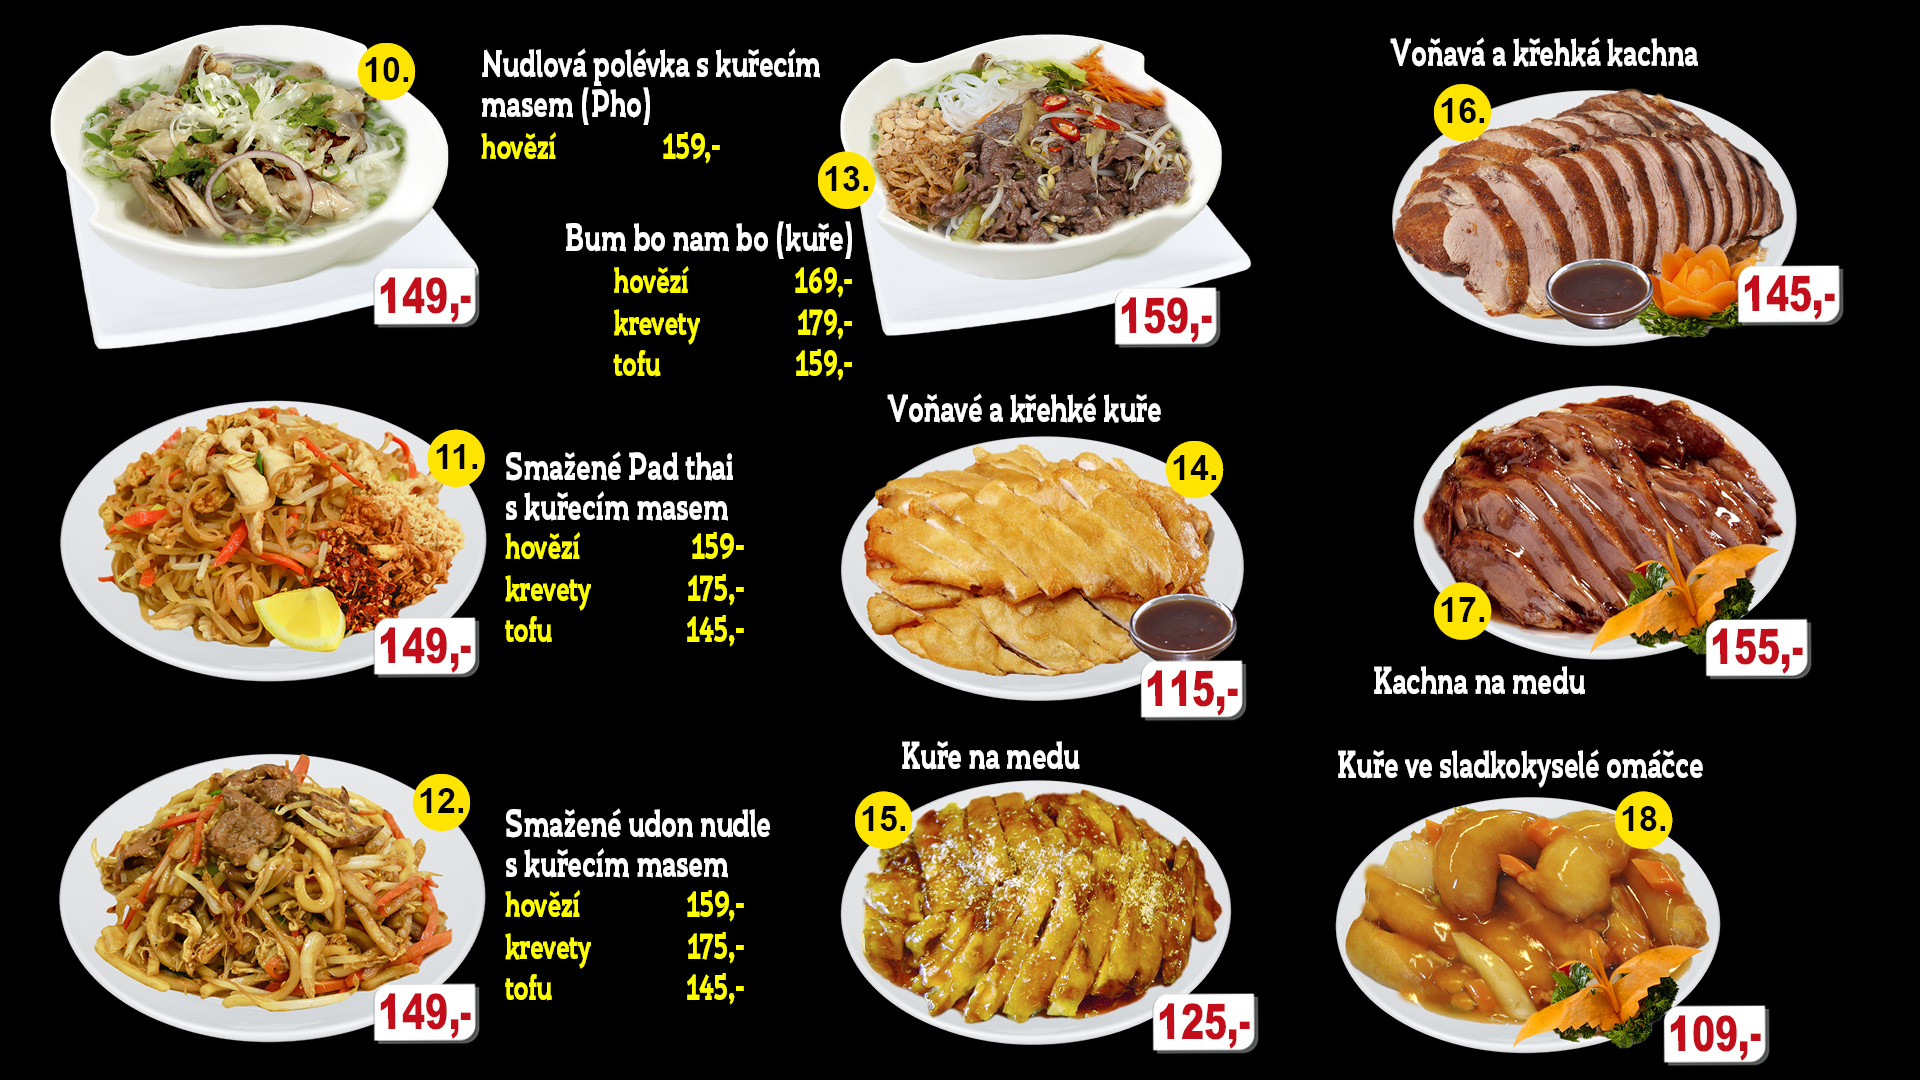 10.
Nudlová polévka s kuřecím
masem (Pho)
hovězí 159,-
149,-
11.
Smažené Pad thai
s kuřecím masem
hovězí 159-
krevety 175,-
tofu 145,-
149,-
12.
Smažené udon nudle
s kuřecím masem
hovězí 159,-
krevety 175,-
tofu 145,-
149,-
13.
Bum bo nam bo (kuře)
hovězí 169,-
krevety 179,-
tofu 159,-
159,-
Voňavé a křehké kuře
14.
115,-
Kuře na medu
15.
125,-
Voňavá a křehká kachna
16.
145,-
17.
155,-
Kachna na medu
Kuře ve sladkokyselé omáčce
18.
109,-